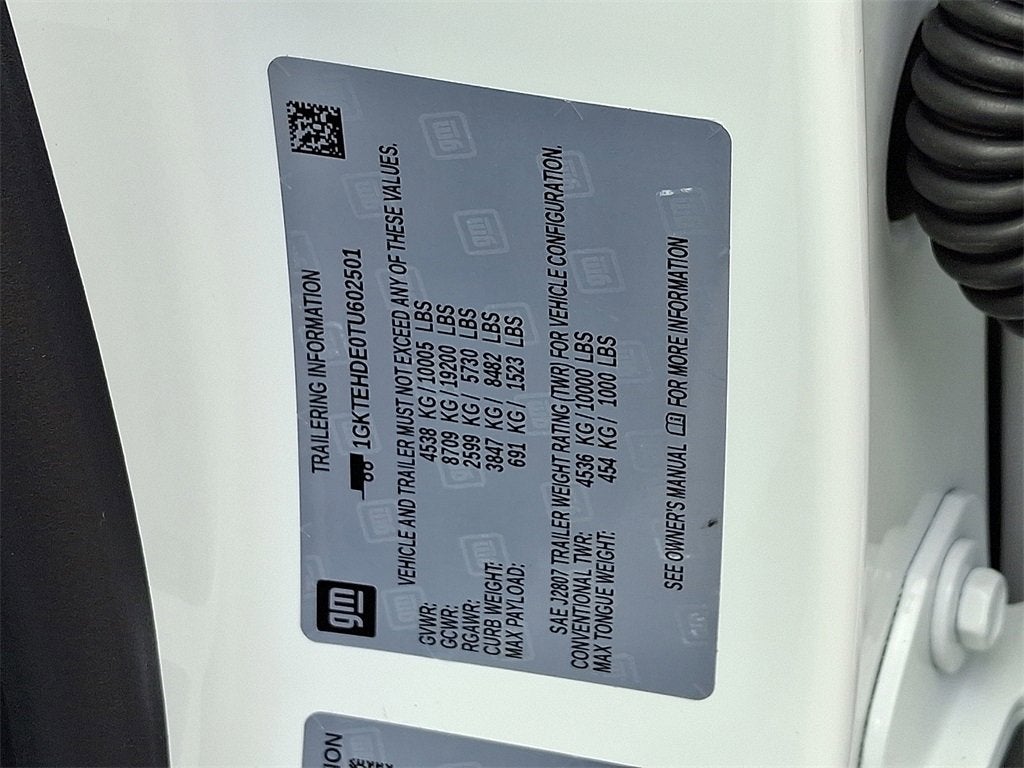 gm
TRAILERING INFORMATION
1GKTEHDE0TU602501
VEHICLE AND TRAILER MUST NOT EXCEED ANY OF THESE VALUES.
GVWR: 4538 KG / 10005 LBS
GCWR: 8709 KG / 19200 LBS
RGAWR: 2599 KG / 5730 LBS
CURB WEIGHT: 3847 KG / 8482 LBS
MAX PAYLOAD: 691 KG / 1523 LBS
SAE J2807 TRAILER WEIGHT RATING (TWR) FOR VEHICLE CONFIGURATION.
CONVENTIONAL TWR: 4536 KG / 10000 LBS
MAX TONGUE WEIGHT: 454 KG / 1000 LBS
SEE OWNER'S MANUAL FOR MORE INFORMATION